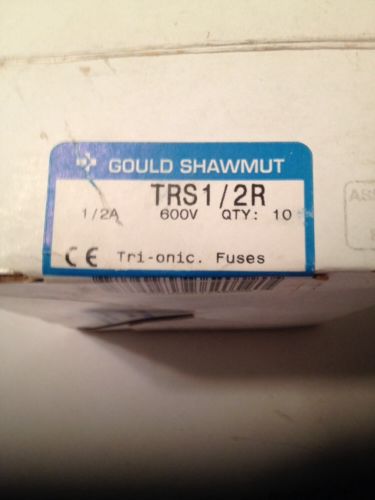 GOULD SHAWMUT
TRS1/2R
1/2A 600V QTY: 10
CE Tri-onic. Fuses